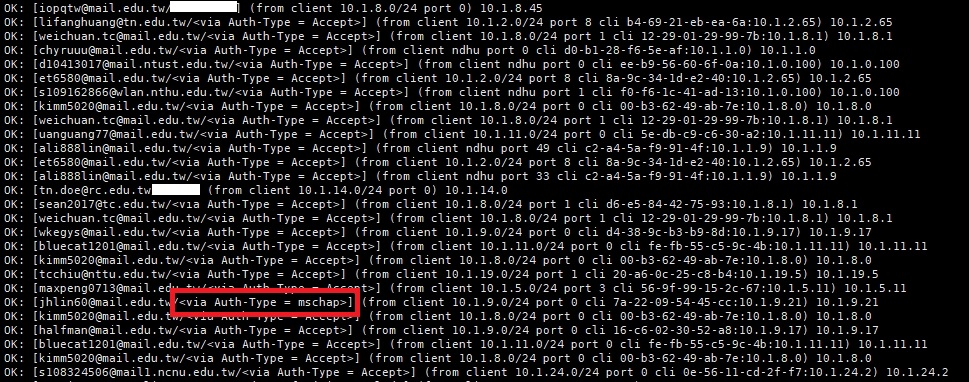 OK: [iopqtw@mail.edu.tw/ ] (from client 10.1.8.0/24 port 0) 10.1.8.45
OK: [lifanghuang@tn.edu.tw/<via Auth-Type = Accept>] (from client 10.1.2.0/24 port 8 cli b4-69-21-eb-ea-6a:10.1.2.65) 10.1.2.65
OK: [weichuan.tc@mail.edu.tw/<via Auth-Type = Accept>] (from client 10.1.8.0/24 port 1 cli 12-29-01-29-99-7b:10.1.8.1) 10.1.8.1
OK: [chyruuu@mail.edu.tw/<via Auth-Type = Accept>] (from client ndhu port 0 cli d0-b1-28-f6-5e-af:10.1.1.0) 10.1.1.0
OK: [d10413017@mail.ntust.edu.tw/<via Auth-Type = Accept>] (from client ndhu port 0 cli ee-b9-56-60-6f-0a:10.1.0.100) 10.1.0.100
OK: [et6580@mail.edu.tw/<via Auth-Type = Accept>] (from client 10.1.2.0/24 port 8 cli 8a-9c-34-1d-e2-40:10.1.2.65) 10.1.2.65
OK: [s109162866@wlan.nthu.edu.tw/<via Auth-Type = Accept>] (from client ndhu port 1 cli f0-f6-1c-41-ad-13:10.1.0.100) 10.1.0.100
OK: [kimm5020@mail.edu.tw/<via Auth-Type = Accept>] (from client 10.1.8.0/24 port 0 cli 00-b3-62-49-ab-7e:10.1.8.0) 10.1.8.0
OK: [weichuan.tc@mail.edu.tw/<via Auth-Type = Accept>] (from client 10.1.8.0/24 port 1 cli 12-29-01-29-99-7b:10.1.8.1) 10.1.8.1
OK: [uanguang77@mail.edu.tw/<via Auth-Type = Accept>] (from client 10.1.11.0/24 port 0 cli 5e-db-c9-c6-30-a2:10.1.11.11) 10.1.11.11
OK: [ali888lin@mail.edu.tw/<via Auth-Type = Accept>] (from client ndhu port 49 cli c2-a4-5a-f9-91-4f:10.1.1.9) 10.1.1.9
OK: [et6580@mail.edu.tw/<via Auth-Type = Accept>] (from client 10.1.2.0/24 port 8 cli 8a-9c-34-1d-e2-40:10.1.2.65) 10.1.2.65
OK: [ali888lin@mail.edu.tw/<via Auth-Type = Accept>] (from client ndhu port 33 cli c2-a4-5a-f9-91-4f:10.1.1.9) 10.1.1.9
OK: [tn.doe@rc.edu.tw (from client 10.1.14.0/24 port 0) 10.1.14.0
OK: [sean2017@tc.edu.tw/<via Auth-Type = Accept>] (from client 10.1.8.0/24 port 1 cli d6-e5-84-42-75-93:10.1.8.1) 10.1.8.1
OK: [weichuan.tc@mail.edu.tw/<via Auth-Type = Accept>] (from client 10.1.8.0/24 port 1 cli 12-29-01-29-99-7b:10.1.8.1) 10.1.8.1
OK: [wkegys@mail.edu.tw/<via Auth-Type = Accept>] (from client 10.1.9.0/24 port 0 cli d4-38-9c-b3-b9-8d:10.1.9.17) 10.1.9.17
OK: [bluecat1201@mail.edu.tw/<via Auth-Type = Accept>] (from client 10.1.11.0/24 port 0 cli fe-fb-55-c5-9c-4b:10.1.11.11) 10.1.11.11
OK: [kimm5020@mail.edu.tw/<via Auth-Type = Accept>] (from client 10.1.8.0/24 port 0 cli 00-b3-62-49-ab-7e:10.1.8.0) 10.1.8.0
OK: [tcchiu@nttu.edu.tw/<via Auth-Type = Accept>] (from client 10.1.19.0/24 port 1 cli 20-a6-0c-25-c8-b4:10.1.19.5) 10.1.19.5
OK: [maxpeng0713@mail.edu.tw/<via Auth-Type = Accept>] (from client 10.1.5.0/24 port 3 cli 56-9f-99-15-2c-67:10.1.5.11) 10.1.5.11
OK: [jhlin60@mail.edu.tw/<via Auth-Type = mschap>] (from client 10.1.9.0/24 port 0 cli 7a-22-09-54-45-cc:10.1.9.21) 10.1.9.21
OK: [kimm5020@mail.edu.tw/<via Auth-Type = Accept>] (from client 10.1.8.0/24 port 0 cli 00-b3-62-49-ab-7e:10.1.8.0) 10.1.8.0
OK: [halfman@mail.edu.tw/<via Auth-Type = Accept>] (from client 10.1.9.0/24 port 0 cli 16-c6-02-30-52-a8:10.1.9.17) 10.1.9.17
OK: [bluecat1201@mail.edu.tw/<via Auth-Type = Accept>] (from client 10.1.11.0/24 port 0 cli fe-fb-55-c5-9c-4b:10.1.11.11) 10.1.11.11
OK: [kimm5020@mail.edu.tw/<via Auth-Type = Accept>] (from client 10.1.8.0/24 port 0 cli 00-b3-62-49-ab-7e:10.1.8.0) 10.1.8.0
OK: [s108324506@mail1.ncnu.edu.tw/<via Auth-Type = Accept>] (from client 10.1.24.0/24 port 0 cli 0e-56-11-cd-2f-f7:10.1.24.2) 10.1.24.2